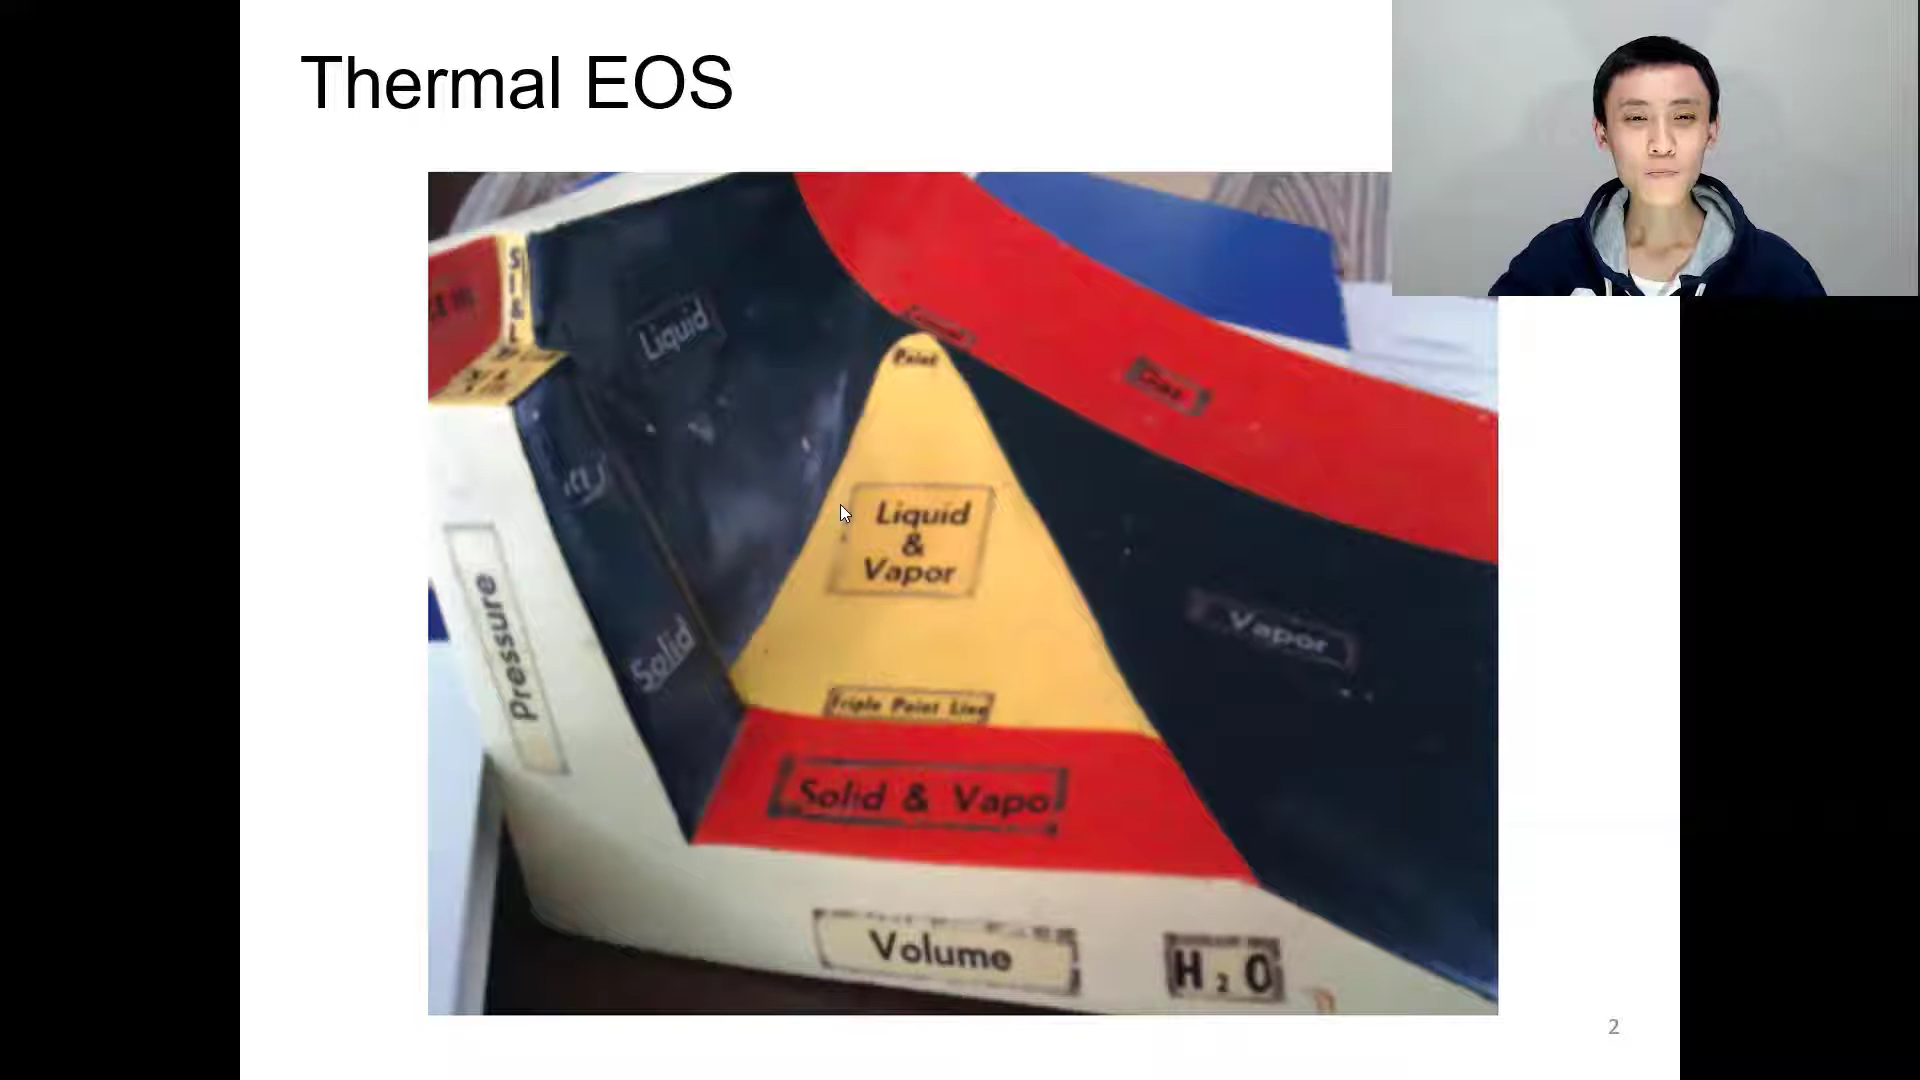 Thermal EOS
Liquid
Point
Gas
Liquid
&
Vapor
Pressure
Solid
Vapor
Triple Point Line
Solid & Vapo
Volume
H₂O
2